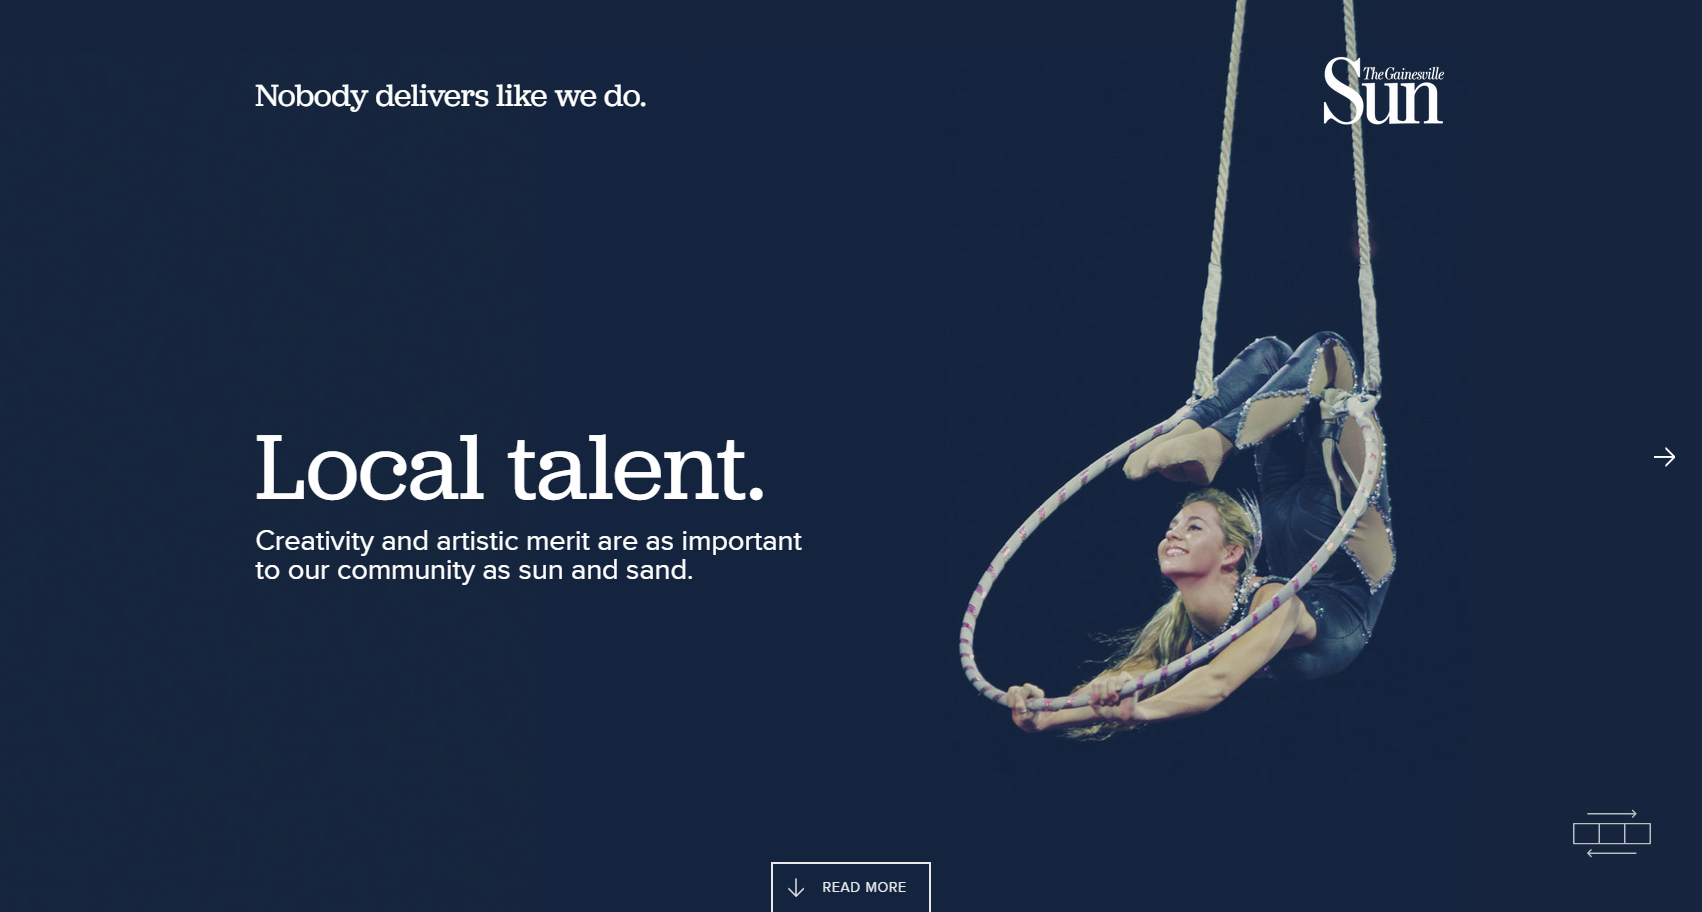 Nobody delivers like we do.
The Gainesville
Sun
Local talent.
Creativity and artistic merit are as important
to our community as sun and sand.
READ MORE